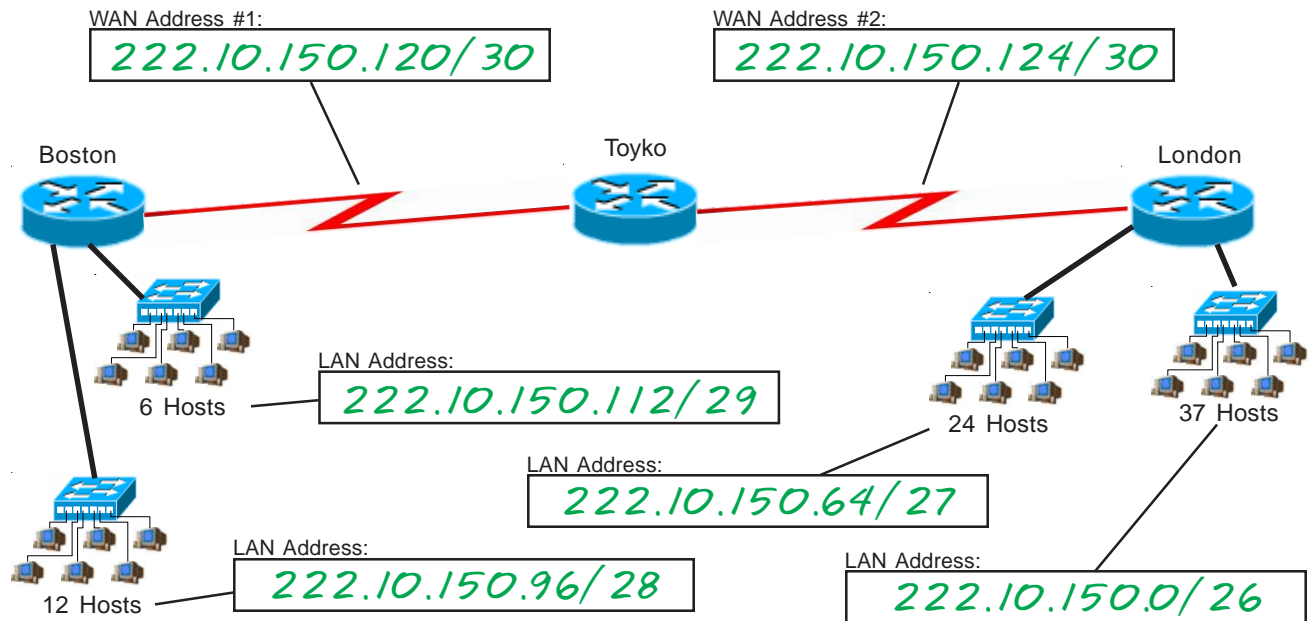 WAN Address #1:
222.10.150.120/30
WAN Address #2:
222.10.150.124/30
Boston
Toyko
London
LAN Address:
222.10.150.112/29
6 Hosts
24 Hosts
37 Hosts
LAN Address:
222.10.150.64/27
LAN Address:
222.10.150.96/28
12 Hosts
LAN Address:
222.10.150.0/26